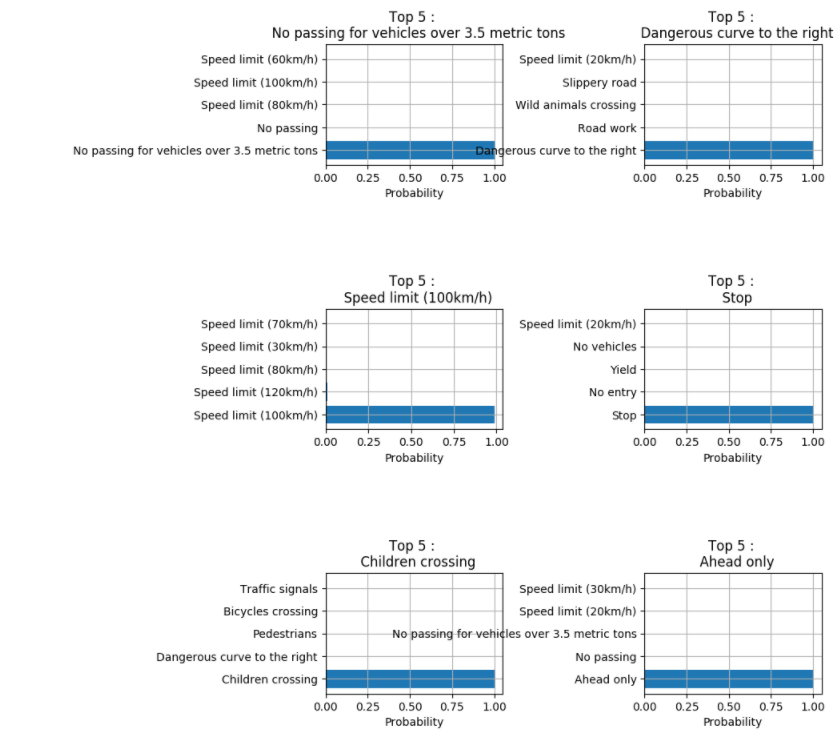 Top 5 :
No passing for vehicles over 3.5 metric tons
Speed limit (60km/h)
Speed limit (100km/h)
Speed limit (80km/h)
No passing
No passing for vehicles over 3.5 metric tons
0.00 0.25 0.50 0.75 1.00
Probability
Top 5 :
Dangerous curve to the right
Speed limit (20km/h)
Slippery road
Wild animals crossing
Road work
Dangerous curve to the right
0.00 0.25 0.50 0.75 1.00
Probability
Top 5 :
Speed limit (100km/h)
Speed limit (70km/h)
Speed limit (30km/h)
Speed limit (80km/h)
Speed limit (120km/h)
Speed limit (100km/h)
0.00 0.25 0.50 0.75 1.00
Probability
Top 5 :
Stop
Speed limit (20km/h)
No vehicles
Yield
No entry
Stop
0.00 0.25 0.50 0.75 1.00
Probability
Top 5 :
Children crossing
Traffic signals
Bicycles crossing
Pedestrians
Dangerous curve to the right
Children crossing
0.00 0.25 0.50 0.75 1.00
Probability
Top 5 :
Ahead only
Speed limit (30km/h)
Speed limit (20km/h)
No passing for vehicles over 3.5 metric tons
No passing
Ahead only
0.00 0.25 0.50 0.75 1.00
Probability